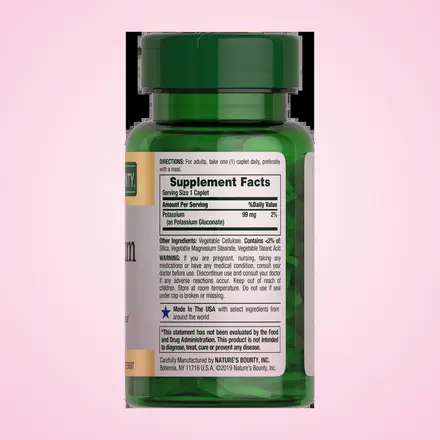 DIRECTIONS: For adults, take one (1) caplet daily, preferably
with a meal.
Supplement Facts
Serving Size 1 Caplet
Amount Per Serving %Daily Value
Potassium 99 mg 2%
(as Potassium Gluconate)
Other Ingredients: Vegetable Cellulose. Contains <2% of:
Silica, Vegetable Magnesium Stearate, Vegetable Stearic Acid.
WARNING: If you are pregnant, nursing, taking any
medications or have any medical condition, consult your
doctor before use. Discontinue use and consult your doctor
if any adverse reactions occur. Keep out of reach of
children. Store at room temperature. Do not use if seal
under cap is broken or missing.
Made In The USA with select ingredients from
around the world
*This statement has not been evaluated by the Food
and Drug Administration. This product is not intended
to diagnose, treat, cure or prevent any disease.
Carefully Manufactured by NATURE'S BOUNTY, INC.
Bohemia, NY 11716 U.S.A. ©2019 Nature's Bounty, Inc.